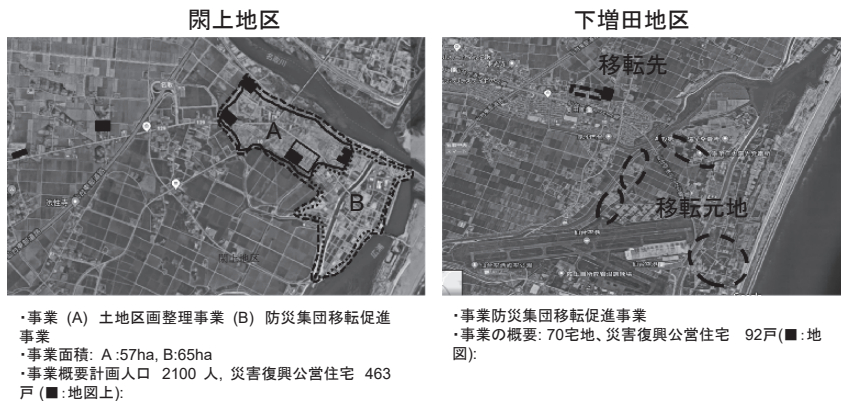 閖上地区
下増田地区
A
B
閖上地区
移転先
移転元地
・事業 (A) 土地区画整理事業 (B) 防災集団移転促進
事業
・事業面積: A :57ha, B:65ha
・事業概要計画人口 2100 人, 災害復興公営住宅 463
戸 (■:地図上):
・事業防災集団移転促進事業
・事業の概要: 70宅地、災害復興公営住宅 92戸(■:地
図):